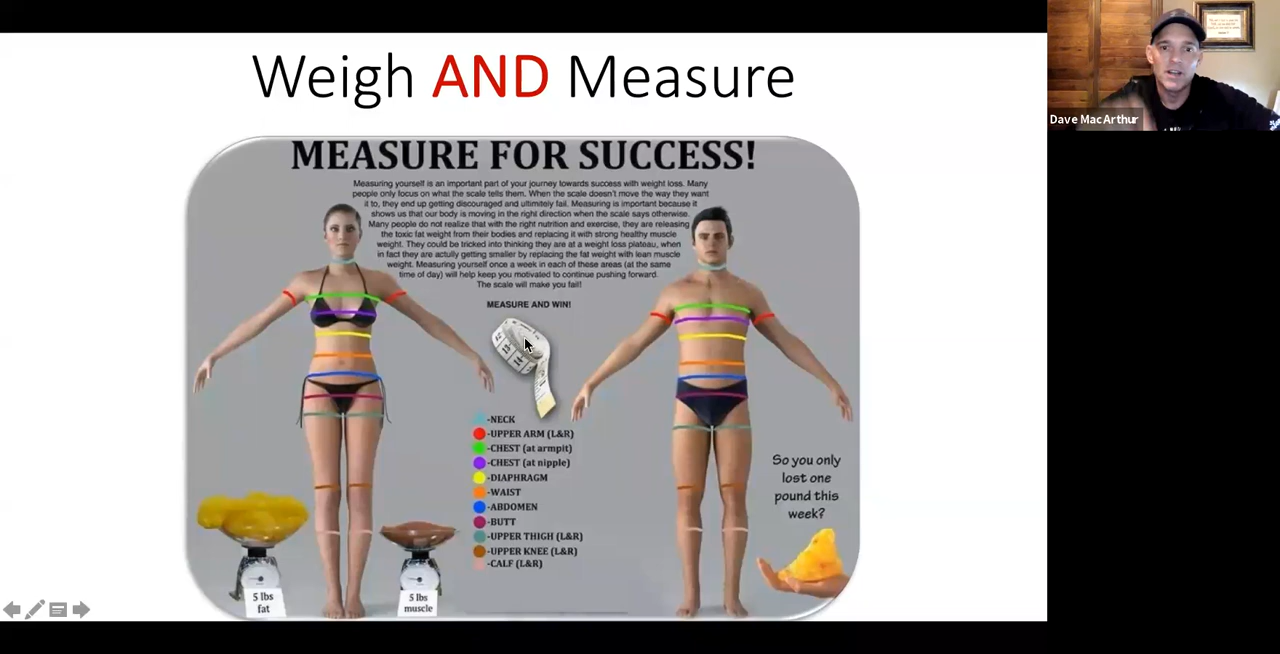 Weigh AND Measure
MEASURE FOR SUCCESS!
Measuring yourself is an important part of your journey towards success with weight loss. Many
people only focus on what the scale tells them. When the scale doesn't move the way they want
it to, they end up getting discouraged and ultimitely fail. Measuring is important because it
shows us that our body is moving in the right direction when the scale says otherwise.
Many people do not realize that with the right nutrition and exercise, they are releasing
the toxic fat weight from their bodies and replacing it with strong healthy muscle
weight. They could be tricked into thinking they are at a weight loss plateau, when
in fact they are actully getting smaller by replacing the fat weight with lean muscle
weight. Measuring yourself once a week in each of these areas (at the same
time of day) will help keep you motivated to continue pushing forward.
The scale will make you fail!
MEASURE AND WIN!
-NECK
-UPPER ARM (L&R)
-CHEST (at armpit)
-CHEST (at nipple)
-DIAPHRAGM
-WAIST
-ABDOMEN
-BUTT
-UPPER THIGH (L&R)
-UPPER KNEE (L&R)
-CALF (L&R)
5 lbs
fat
5 lbs
muscle
So you only
lost one
pound this
week?
Dave MacArthur